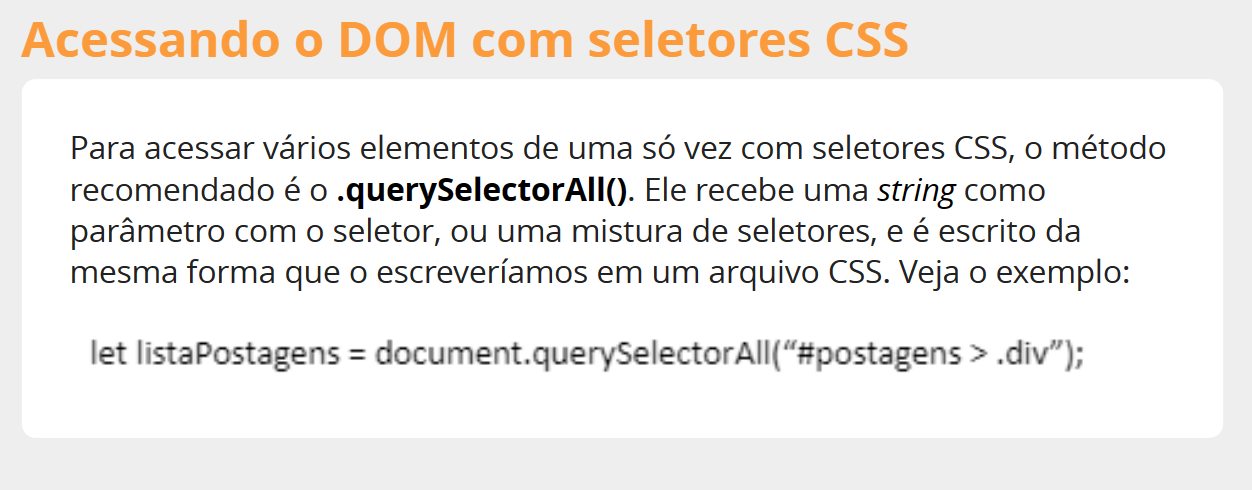 Acessando o DOM com seletores CSS
Para acessar vários elementos de uma só vez com seletores CSS, o método
recomendado é o .querySelectorAll(). Ele recebe uma string como
parâmetro com o seletor, ou uma mistura de seletores, e é escrito da
mesma forma que o escreveríamos em um arquivo CSS. Veja o exemplo:
let listaPostagens = document.querySelectorAll(“#postagens > .div”);